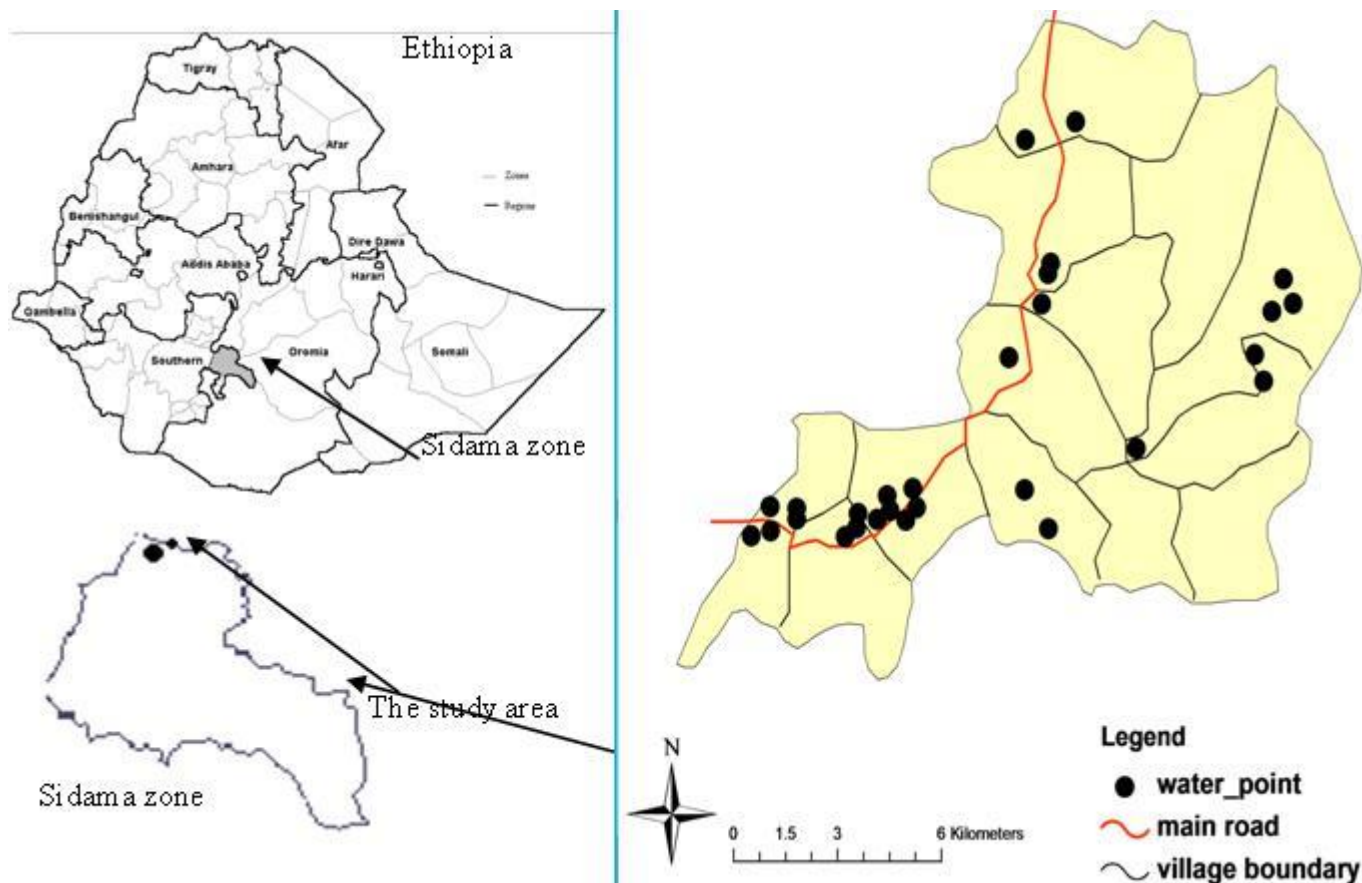 Ethiopia
Tigray
Afar
Amhara
Zones
Regions
Benishangul
Dire Dawa
Addis Ababa
Harari
Gambella
Southern
Oromia
Somali
Sidama zone
The study area
Sidama zone
N
0 1.5 3 6 Kilometers
Legend
water_point
main road
village boundary